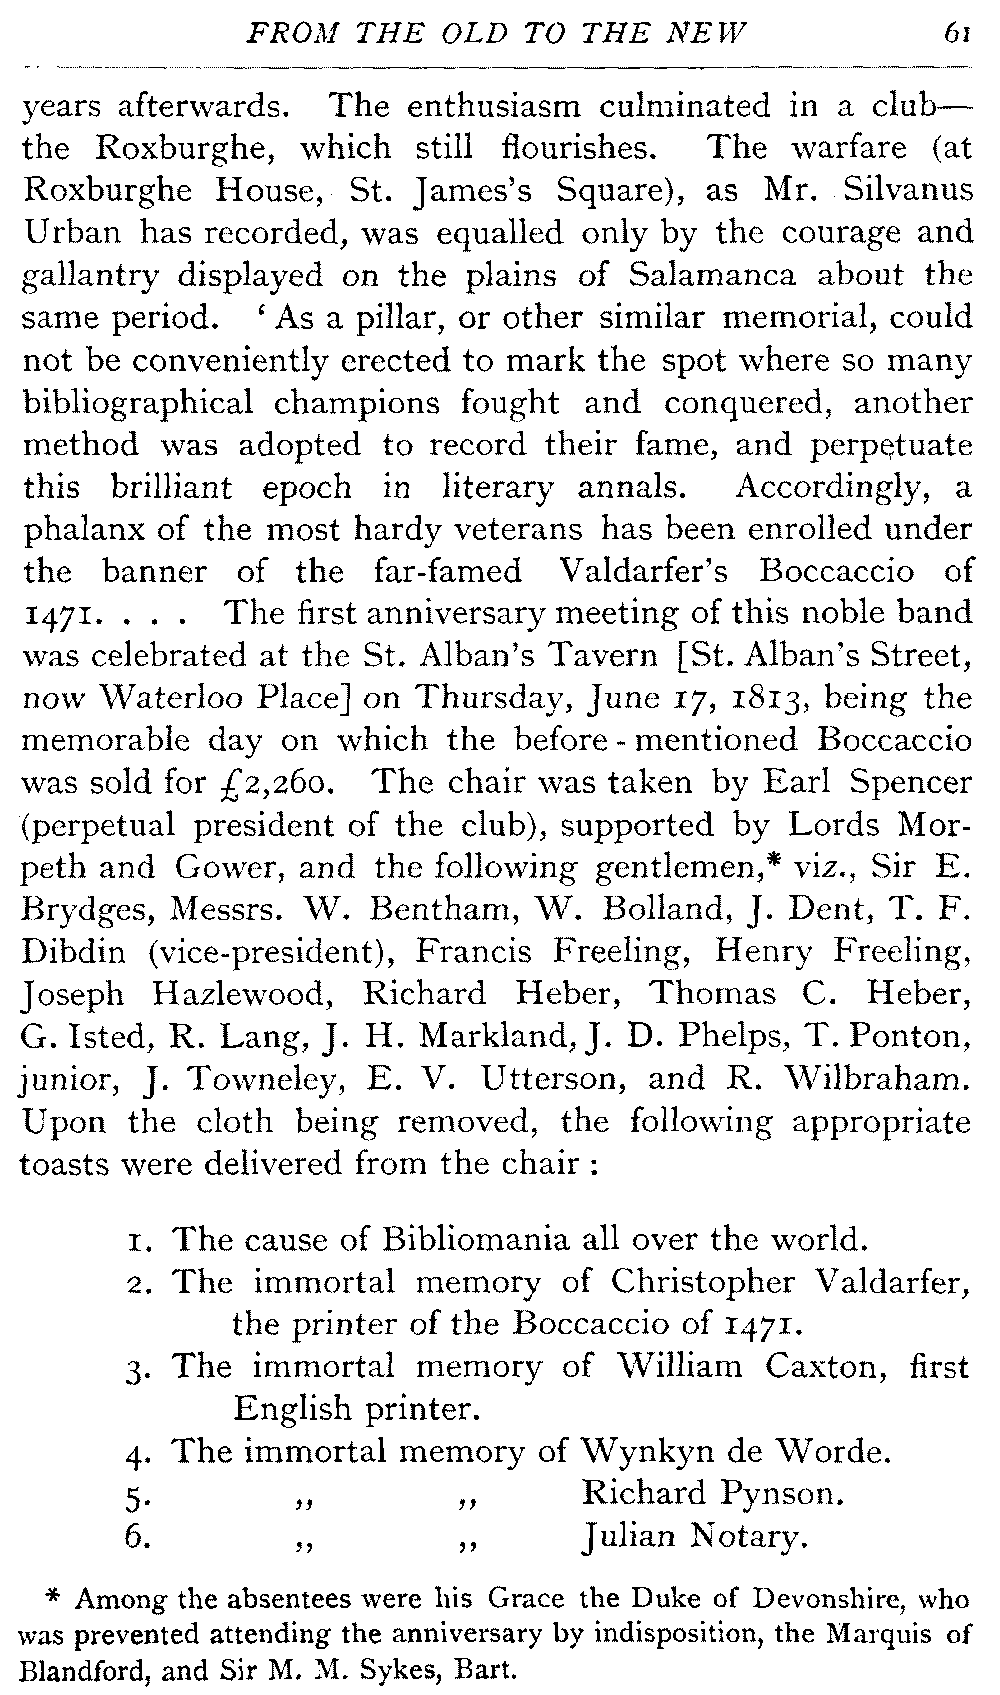 FROM THE OLD TO THE NEW 61
years afterwards. The enthusiasm culminated in a club—
the Roxburghe, which still flourishes. The warfare (at
Roxburghe House, St. James's Square), as Mr. Silvanus
Urban has recorded, was equalled only by the courage and
gallantry displayed on the plains of Salamanca about the
same period. ‘As a pillar, or other similar memorial, could
not be conveniently erected to mark the spot where so many
bibliographical champions fought and conquered, another
method was adopted to record their fame, and perpetuate
this brilliant epoch in literary annals. Accordingly, a
phalanx of the most hardy veterans has been enrolled under
the banner of the far-famed Valdarfer's Boccaccio of
1471. . . . The first anniversary meeting of this noble band
was celebrated at the St. Alban's Tavern [St. Alban's Street,
now Waterloo Place] on Thursday, June 17, 1813, being the
memorable day on which the before-mentioned Boccaccio
was sold for £2,260. The chair was taken by Earl Spencer
(perpetual president of the club), supported by Lords Mor-
peth and Gower, and the following gentlemen,* viz., Sir E.
Brydges, Messrs. W. Bentham, W. Bolland, J. Dent, T. F.
Dibdin (vice-president), Francis Freeling, Henry Freeling,
Joseph Hazlewood, Richard Heber, Thomas C. Heber,
G. Isted, R. Lang, J. H. Markland, J. D. Phelps, T. Ponton,
junior, J. Towneley, E. V. Utterson, and R. Wilbraham.
Upon the cloth being removed, the following appropriate
toasts were delivered from the chair :
1. The cause of Bibliomania all over the world.
2. The immortal memory of Christopher Valdarfer,
the printer of the Boccaccio of 1471.
3. The immortal memory of William Caxton, first
English printer.
4. The immortal memory of Wynkyn de Worde.
5. „ „ Richard Pynson.
6. „ „ Julian Notary.
* Among the absentees were his Grace the Duke of Devonshire, who
was prevented attending the anniversary by indisposition, the Marquis of
Blandford, and Sir M. M. Sykes, Bart.